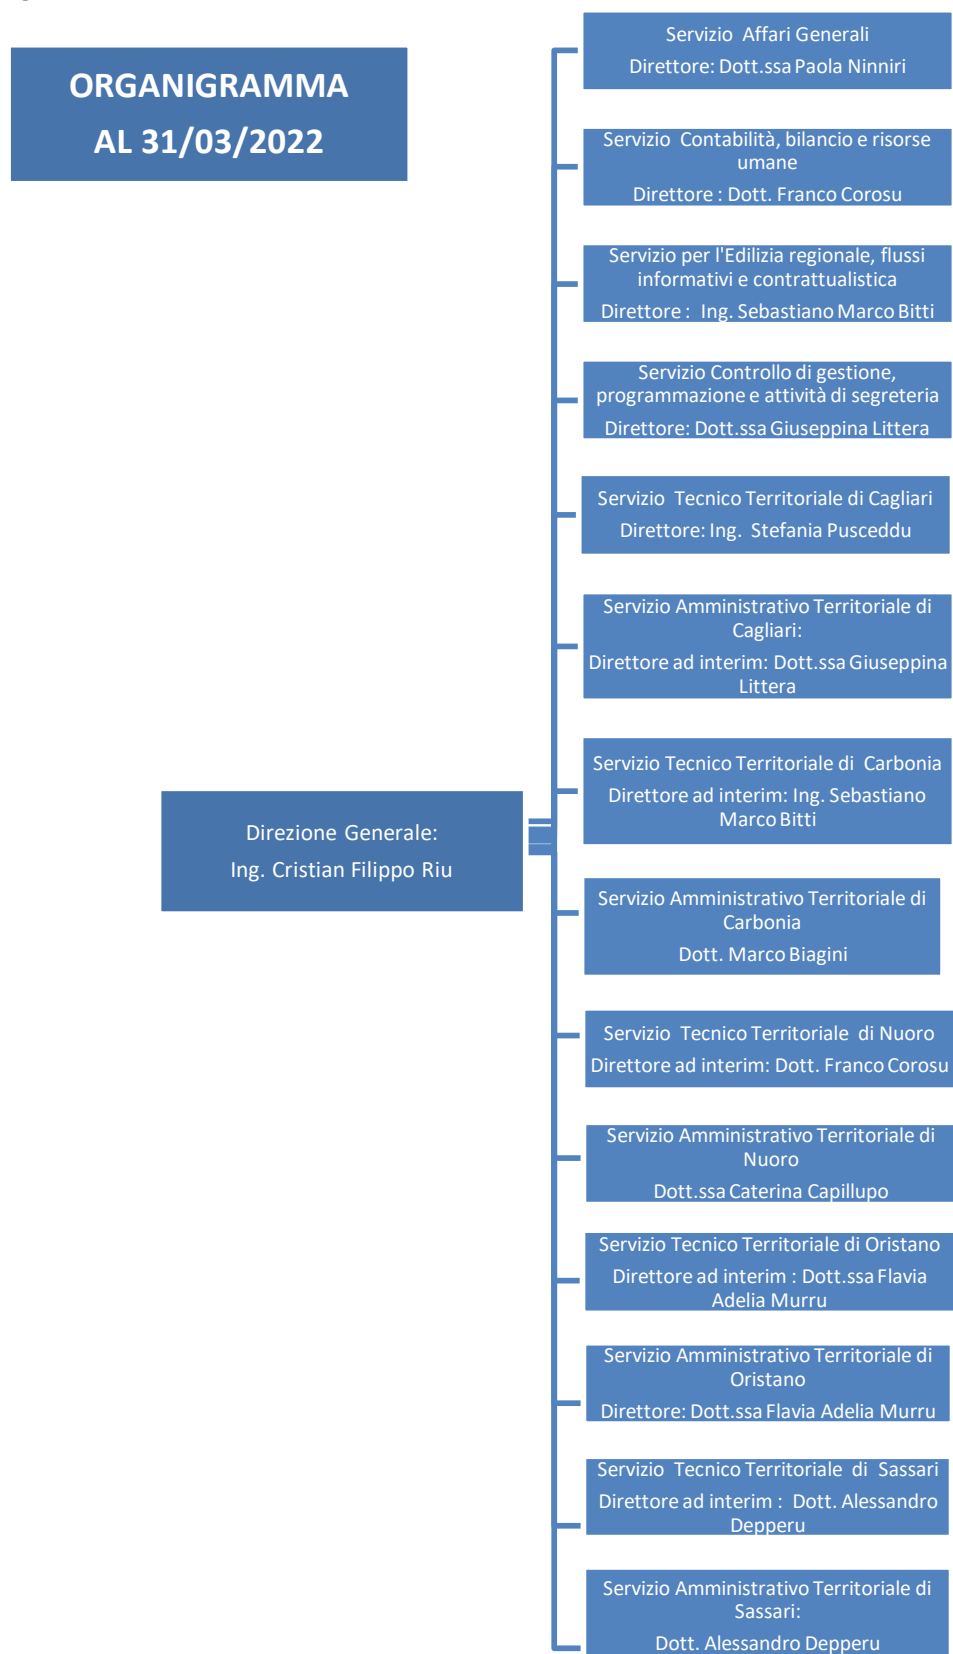 ORGANIGRAMMA
AL 31/03/2022
Servizio Affari Generali
Direttore: Dott.ssa Paola Ninniri
Servizio Contabilità, bilancio e risorse
umane
Direttore : Dott. Franco Corosu
Servizio per l'Edilizia regionale, flussi
informativi e contrattualistica
Direttore : Ing. Sebastiano Marco Bitti
Servizio Controllo di gestione,
programmazione e attività di segreteria
Direttore: Dott.ssa Giuseppina Littera
Servizio Tecnico Territoriale di Cagliari
Direttore: Ing. Stefania Pusceddu
Servizio Amministrativo Territoriale di
Cagliari:
Direttore ad interim: Dott.ssa Giuseppina
Littera
Servizio Tecnico Territoriale di Carbonia
Direttore ad interim: Ing. Sebastiano
Marco Bitti
Direzione Generale:
Ing. Cristian Filippo Riu
Servizio Amministrativo Territoriale di
Carbonia
Dott. Marco Biagini
Servizio Tecnico Territoriale di Nuoro
Direttore ad interim: Dott. Franco Corosu
Servizio Amministrativo Territoriale di
Nuoro
Dott.ssa Caterina Capillupo
Servizio Tecnico Territoriale di Oristano
Direttore ad interim : Dott.ssa Flavia
Adelia Murru
Servizio Amministrativo Territoriale di
Oristano
Direttore: Dott.ssa Flavia Adelia Murru
Servizio Tecnico Territoriale di Sassari
Direttore ad interim : Dott. Alessandro
Depperu
Servizio Amministrativo Territoriale di
Sassari:
Dott. Alessandro Depperu